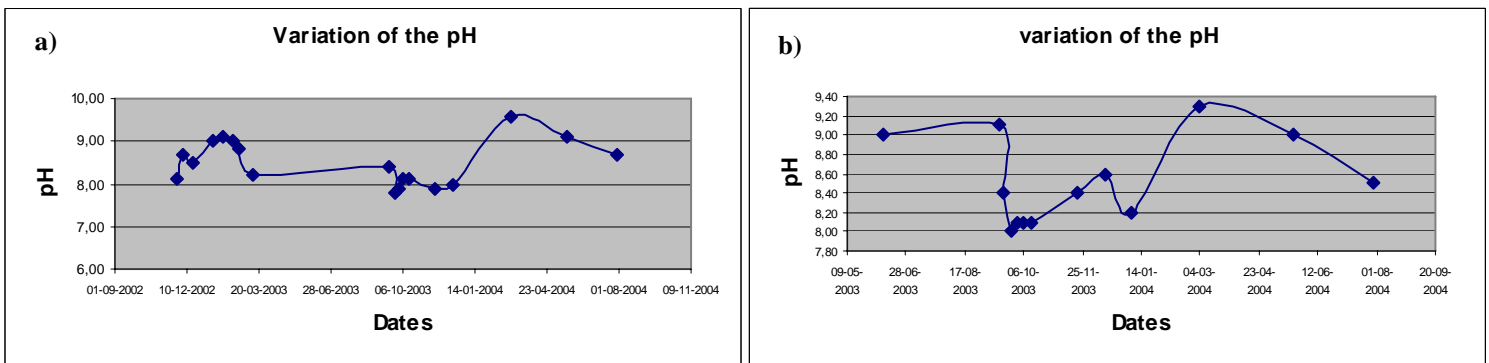 a)
Variation of the pH
10,00
9,00
8,00
7,00
6,00
pH
01-09-2002 10-12-2002 20-03-2003 28-06-2003 06-10-2003 14-01-2004 23-04-2004 01-08-2004 09-11-2004
Dates
b)
variation of the pH
9,40
9,20
9,00
8,80
8,60
8,40
8,20
8,00
7,80
pH
09-05- 28-06- 17-08- 06-10- 25-11- 14-01- 04-03- 23-04- 12-06- 01-08- 20-09-
2003 2003 2003 2003 2003 2004 2004 2004 2004 2004 2004
Dates